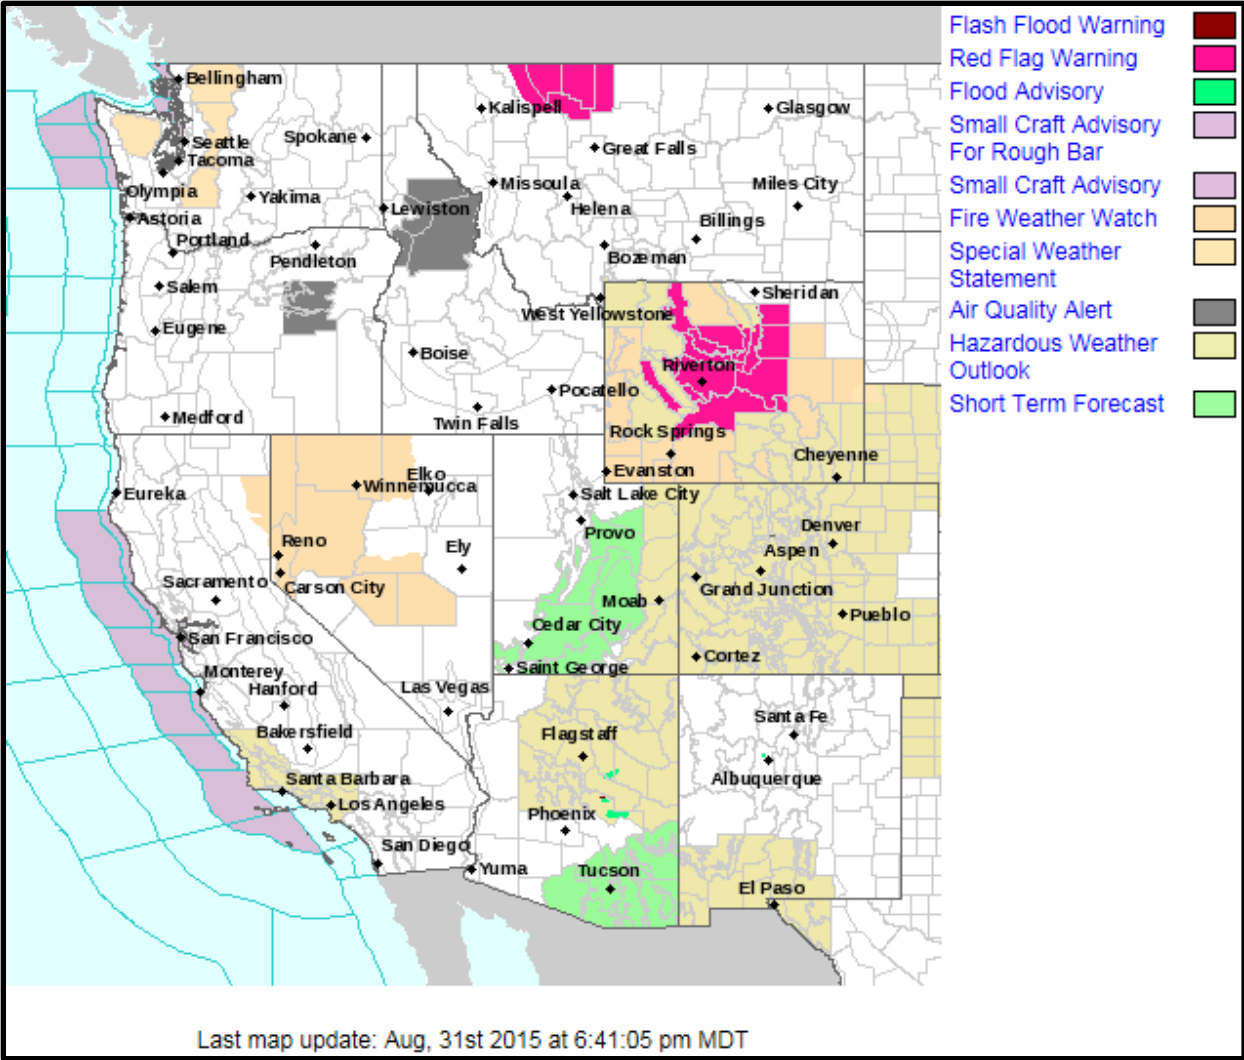 Flash Flood Warning
Red Flag Warning
Flood Advisory
Small Craft Advisory
For Rough Bar
Small Craft Advisory
Fire Weather Watch
Special Weather
Statement
Air Quality Alert
Hazardous Weather
Outlook
Short Term Forecast
Bellingham
Kalispell
Glasgow
Seattle
Spokane
Tacoma
Great Falls
Olympia
Yakima
Missoula
Miles City
Lewiston
Helena
Astoria
Billings
Portland
Pendleton
Bozeman
Salem
Sheridan
West Yellowstone
Eugene
Boise
Riverton
Pocatello
Medford
Twin Falls
Rock Springs
Cheyenne
Evanston
Elko
Winnemucca
Eureka
Salt Lake City
Provo
Denver
Reno
Ely
Aspen
Sacramento
Carson City
Grand Junction
Moab
Pueblo
Cedar City
San Francisco
Cortez
Saint George
Monterey
Hanford
Las Vegas
Santa Fe
Bakersfield
Flagstaff
Santa Barbara
Albuquerque
Los Angeles
Phoenix
San Diego
Yuma
Tucson
El Paso
Last map update: Aug, 31st 2015 at 6:41:05 pm MDT